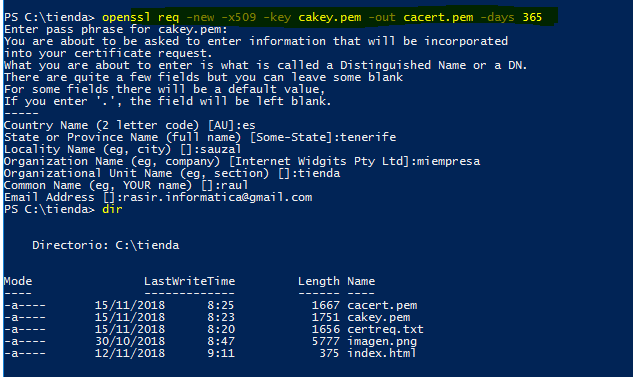 PS C:\tienda> openssl req -new -x509 -key cakey.pem -out cacert.pem -days 365
Enter pass phrase for cakey.pem:
You are about to be asked to enter information that will be incorporated
into your certificate request.
What you are about to enter is what is called a Distinguished Name or a DN.
There are quite a few fields but you can leave some blank
For some fields there will be a default value,
If you enter '.', the field will be left blank.
-----
Country Name (2 letter code) [AU]:es
State or Province Name (full name) [Some-State]:tenerife
Locality Name (eg, city) []:sauzal
Organization Name (eg, company) [Internet Widgits Pty Ltd]:miempresa
Organizational Unit Name (eg, section) []:tienda
Common Name (eg, YOUR name) []:raul
Email Address []:rasir.informatica@gmail.com
PS C:\tienda> dir
Directorio: C:\tienda
Mode LastWriteTime Length Name
---- ------------- ------ ----
-a---- 15/11/2018 8:25 1667 cacert.pem
-a---- 15/11/2018 8:23 1751 cakey.pem
-a---- 15/11/2018 8:20 1656 certreq.txt
-a---- 30/10/2018 8:47 5777 imagen.png
-a---- 12/11/2018 9:11 375 index.html